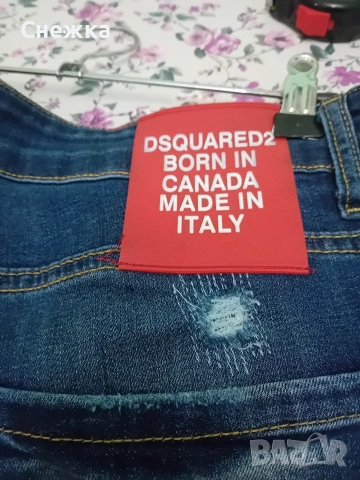 Снежка
DSQUARED2
BORN IN
CANADA
MADE IN
ITALY
BAZAR